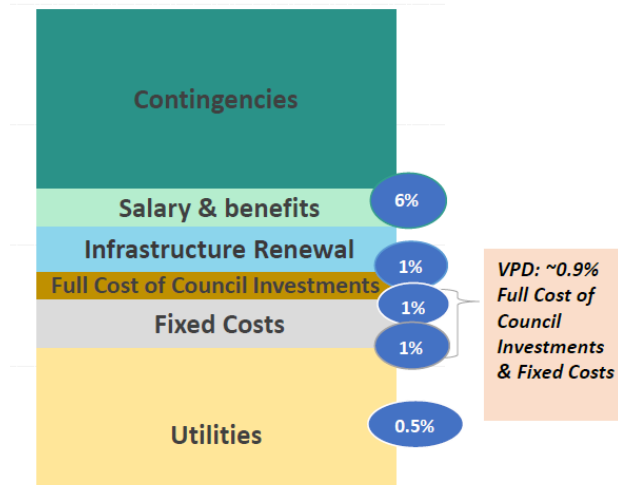 Contingencies
Salary & benefits
6%
Infrastructure Renewal
1%
Full Cost of Council Investments
1%
Fixed Costs
1%
Utilities
0.5%
VPD: ~0.9%
Full Cost of
Council
Investments
& Fixed Costs